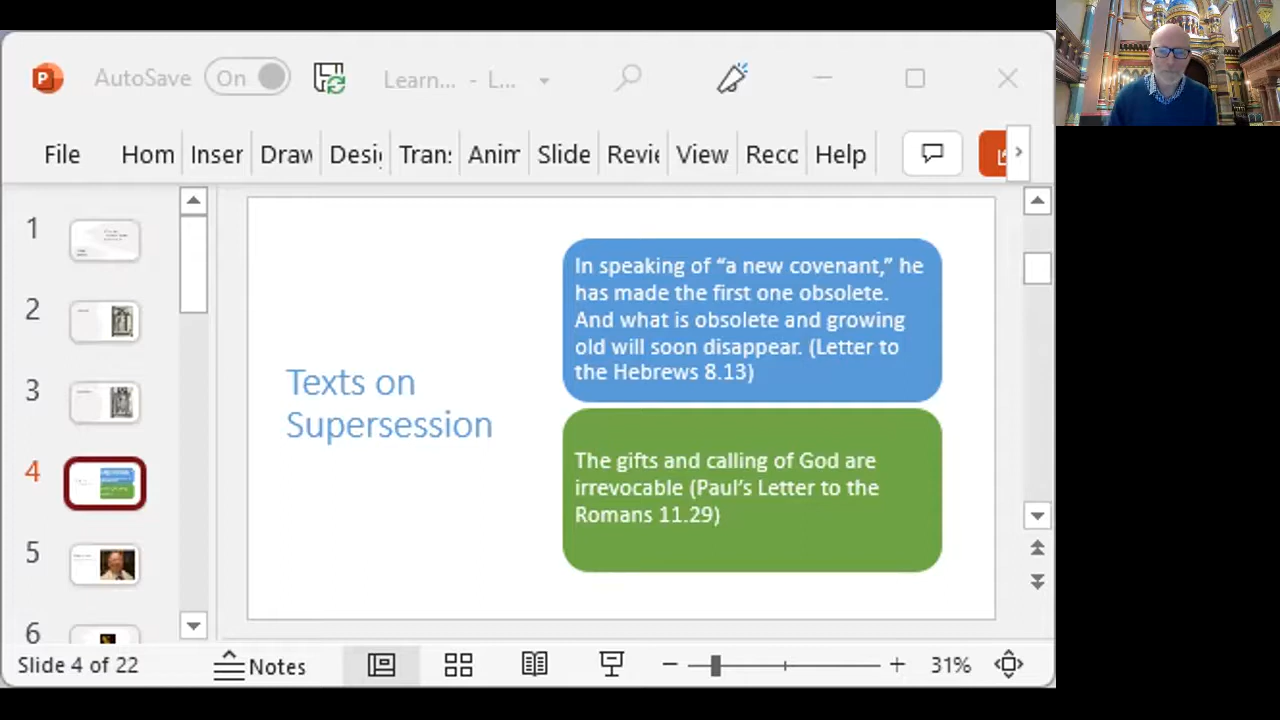 AutoSave On Learn... - L...
File Hom Inser Draw Desi Tran: Anim Slide Revie View Recc Help
1
2
3
4
5
6
Texts on
Supersession
In speaking of “a new covenant,” he
has made the first one obsolete.
And what is obsolete and growing
old will soon disappear. (Letter to
the Hebrews 8.13)
The gifts and calling of God are
irrevocable (Paul’s Letter to the
Romans 11.29)
Slide 4 of 22 Notes 31%